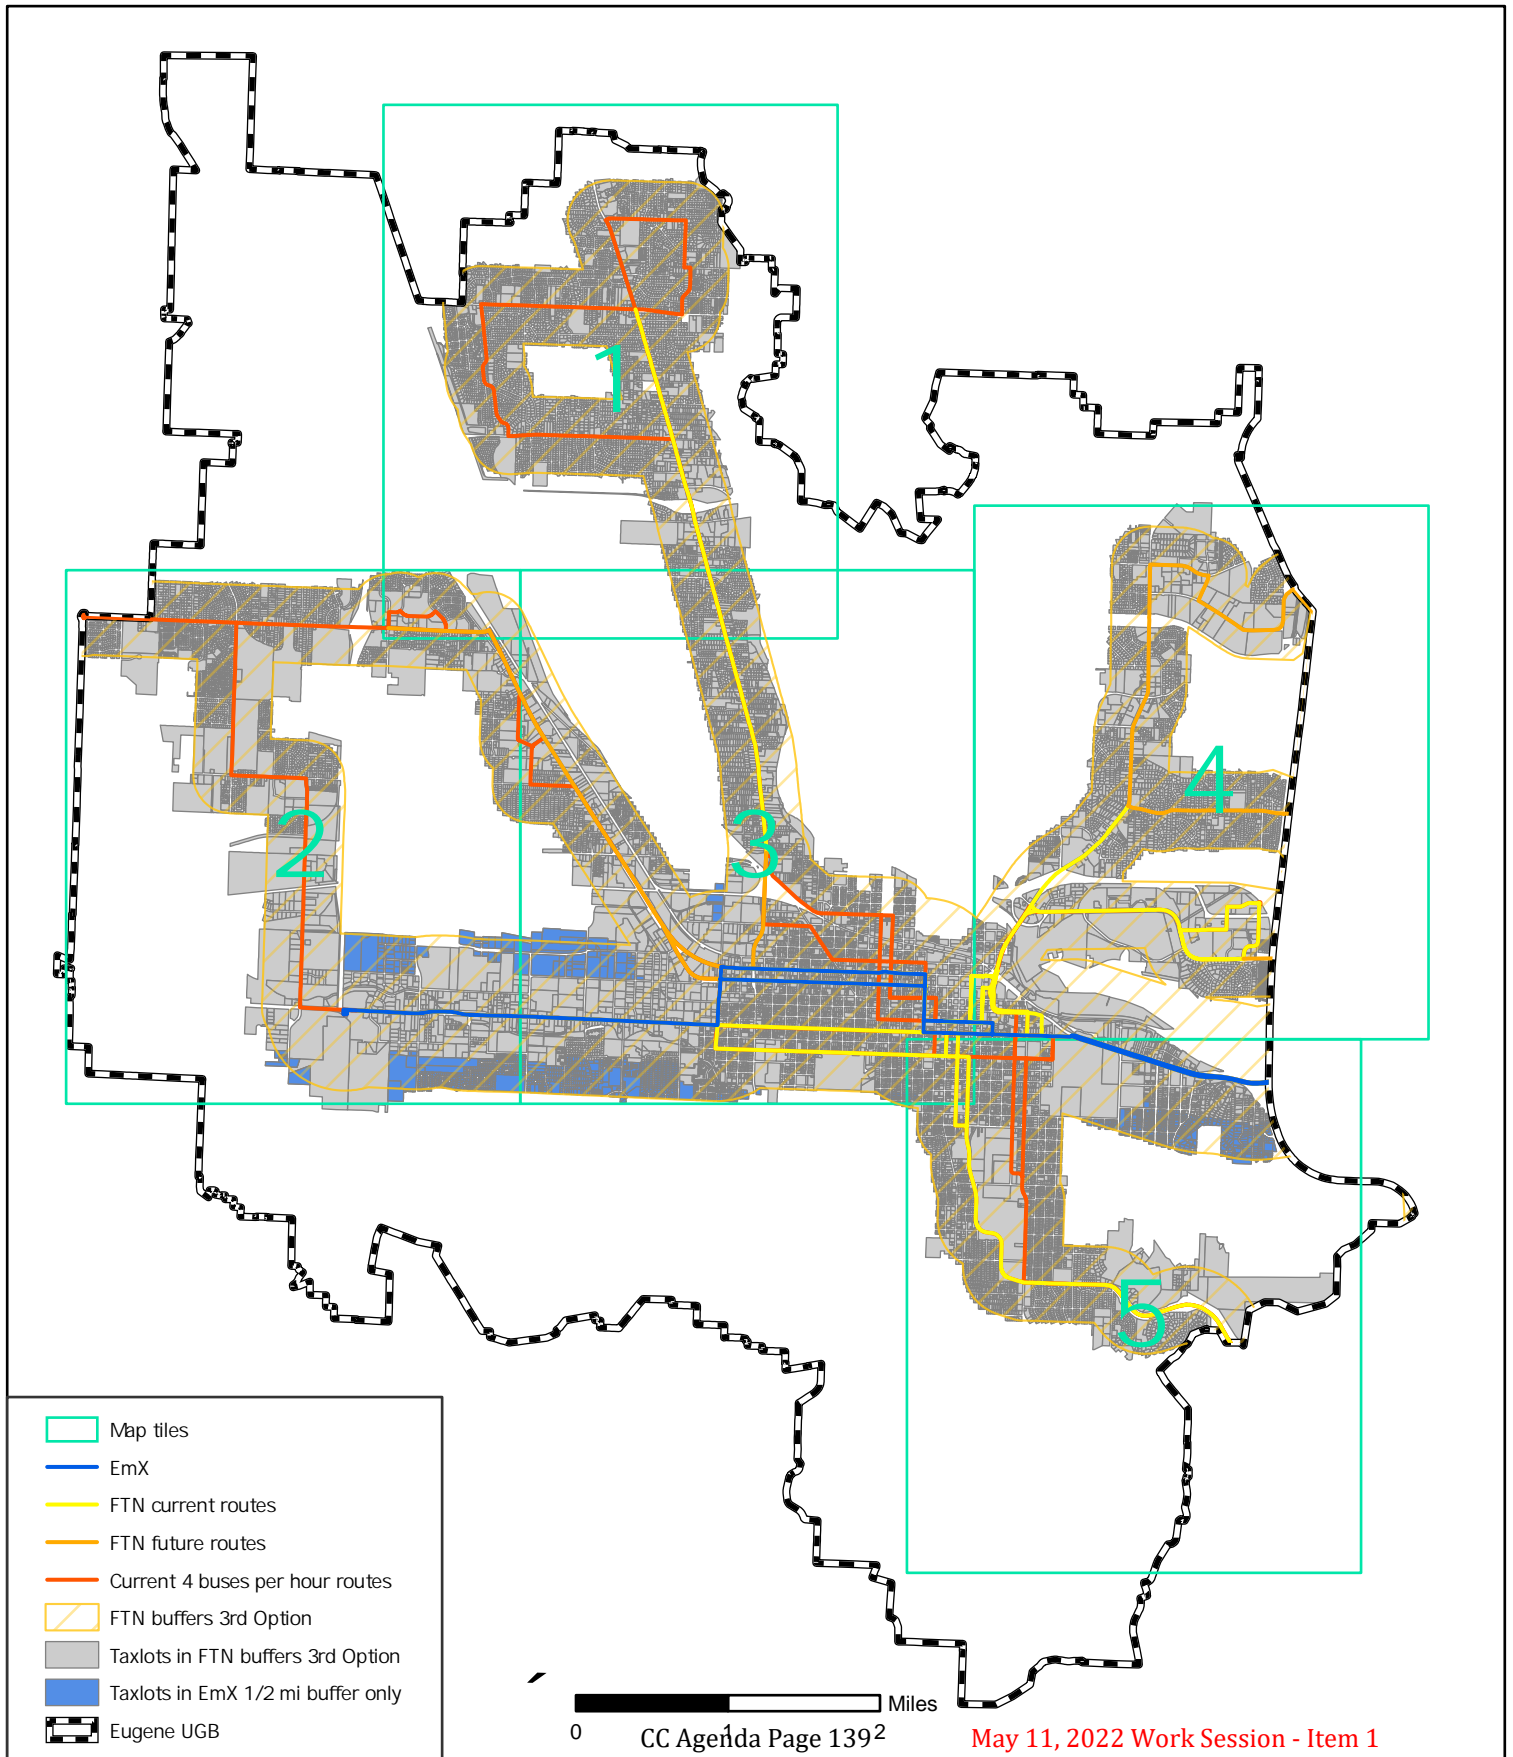 1
4
2
3
5
Map tiles
EmX
FTN current routes
FTN future routes
Current 4 buses per hour routes
FTN buffers 3rd Option
Taxlots in FTN buffers 3rd Option
Taxlots in EmX 1/2 mi buffer only
Eugene UGB
Miles
0 1 2
CC Agenda Page 139
May 11, 2022 Work Session - Item 1